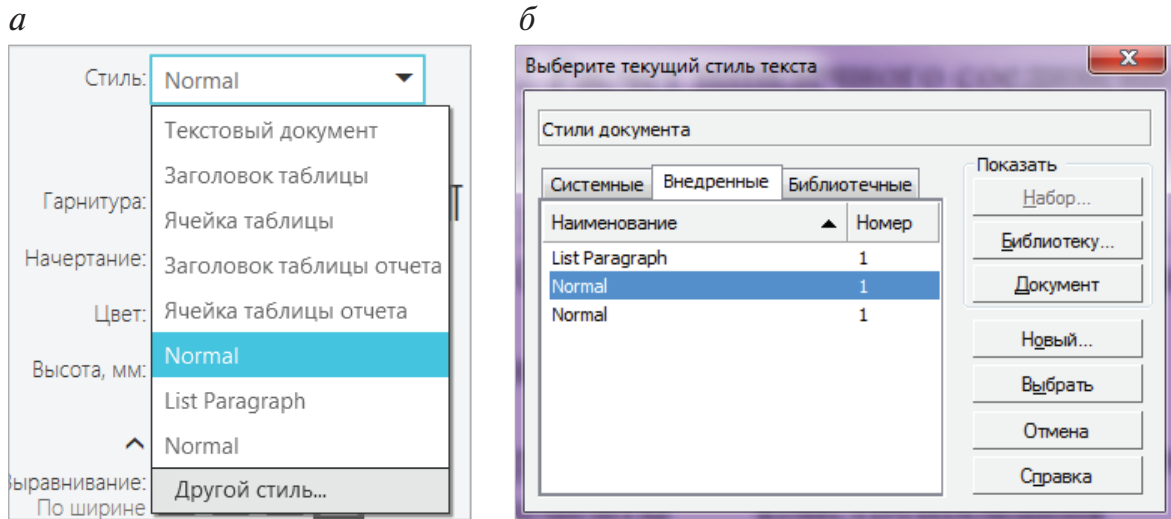 а
Стиль: Normal
Текстовый документ
Заголовок таблицы
Гарнитура:
Ячейка таблицы
Начертание:
Заголовок таблицы отчета
Цвет:
Ячейка таблицы отчета
Normal
Высота, мм:
List Paragraph
Normal
Выравнивание:
Другой стиль...
По ширине
б
Выберите текущий стиль текста
Стили документа
Системные Внедренные Библиотечные
Наименование Номер
List Paragraph 1
Normal 1
Normal 1
Показать
Набор...
Библиотеку...
Документ
Новый...
Выбрать
Отмена
Справка